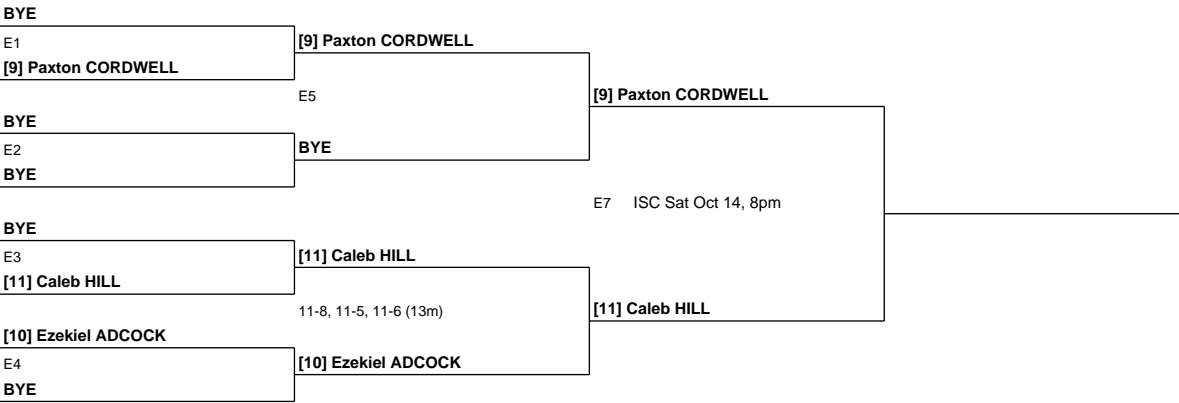 BYE
E1
[9] Paxton CORDWELL
BYE
E2
BYE
BYE
E3
[11] Caleb HILL
[10] Ezekiel ADCOCK
E4
BYE
[9] Paxton CORDWELL
E5
BYE
[11] Caleb HILL
11-8, 11-5, 11-6 (13m)
[10] Ezekiel ADCOCK
[9] Paxton CORDWELL
E7 ISC Sat Oct 14, 8pm
[11] Caleb HILL